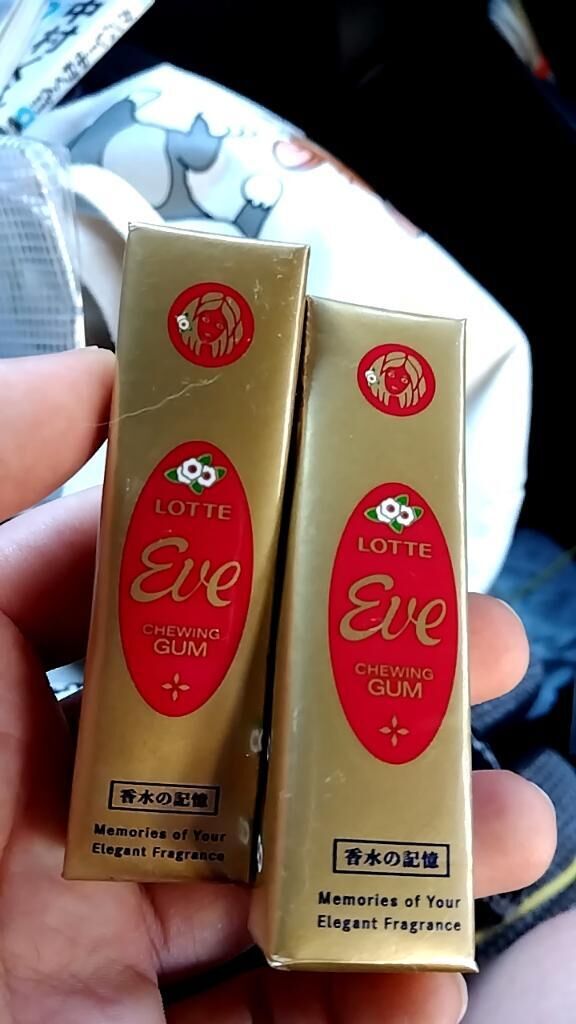 LOTTE
Eve
CHEWING
GUM
香水の記憶
Memories of Your
Elegant Fragrance
LOTTE
Eve
CHEWING
GUM
香水の記憶
Memories of Your
Elegant Fragrance